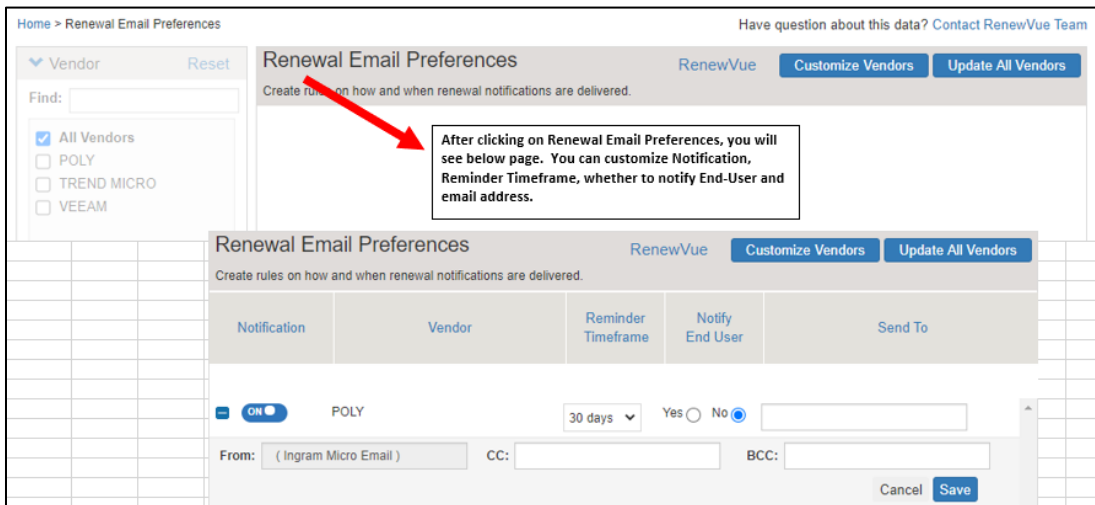 Home > Renewal Email Preferences
Have question about this data? Contact RenewVue Team
Vendor Reset
Find:
All Vendors
POLY
TREND MICRO
VEEAM
Renewal Email Preferences RenewVue Customize Vendors Update All Vendors
Create rules on how and when renewal notifications are delivered.
After clicking on Renewal Email Preferences, you will
see below page. You can customize Notification,
Reminder Timeframe, whether to notify End-User and
email address.
Renewal Email Preferences RenewVue Customize Vendors Update All Vendors
Create rules on how and when renewal notifications are delivered.
Notification Vendor Reminder Timeframe Notify End User Send To
ON POLY 30 days Yes No
From: ( Ingram Micro Email ) CC: BCC:
Cancel Save